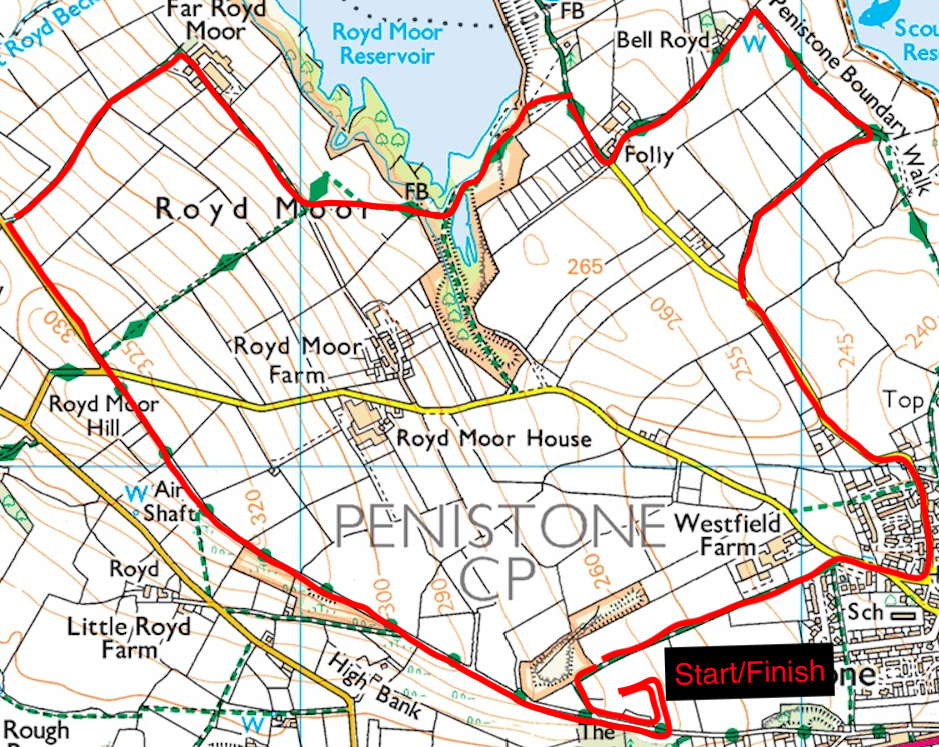 Far Royd
Moor
t Royd Beck
Royd Moor
Reservoir
FB
Bell Royd
W
Penistone Boundary
Walk
Scou
Res
Folly
FB
Royd Moor
265
330
325
260
255
245
240
Royd Moor
Farm
Royd Moor
Hill
Top
Royd Moor House
W
Air
Shaft
320
PENISTONE
CP
Westfield
Farm
300
290
260
Royd
Little Royd
Farm
Sch
High Bank
Start/Finish
one
W
Rough
The